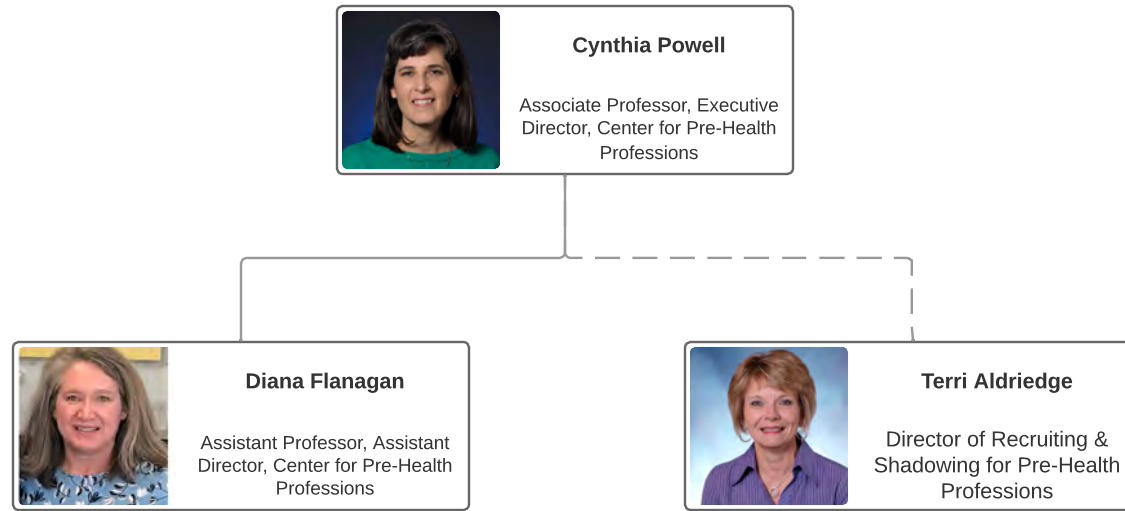 Cynthia Powell
Associate Professor, Executive
Director, Center for Pre-Health
Professions
Diana Flanagan
Assistant Professor, Assistant
Director, Center for Pre-Health
Professions
Terri Aldriedge
Director of Recruiting &
Shadowing for Pre-Health
Professions